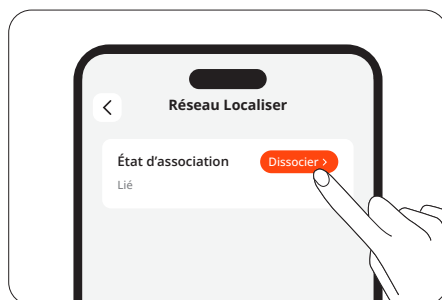 Réseau Localiser
État d’association
Dissocier >
Lié